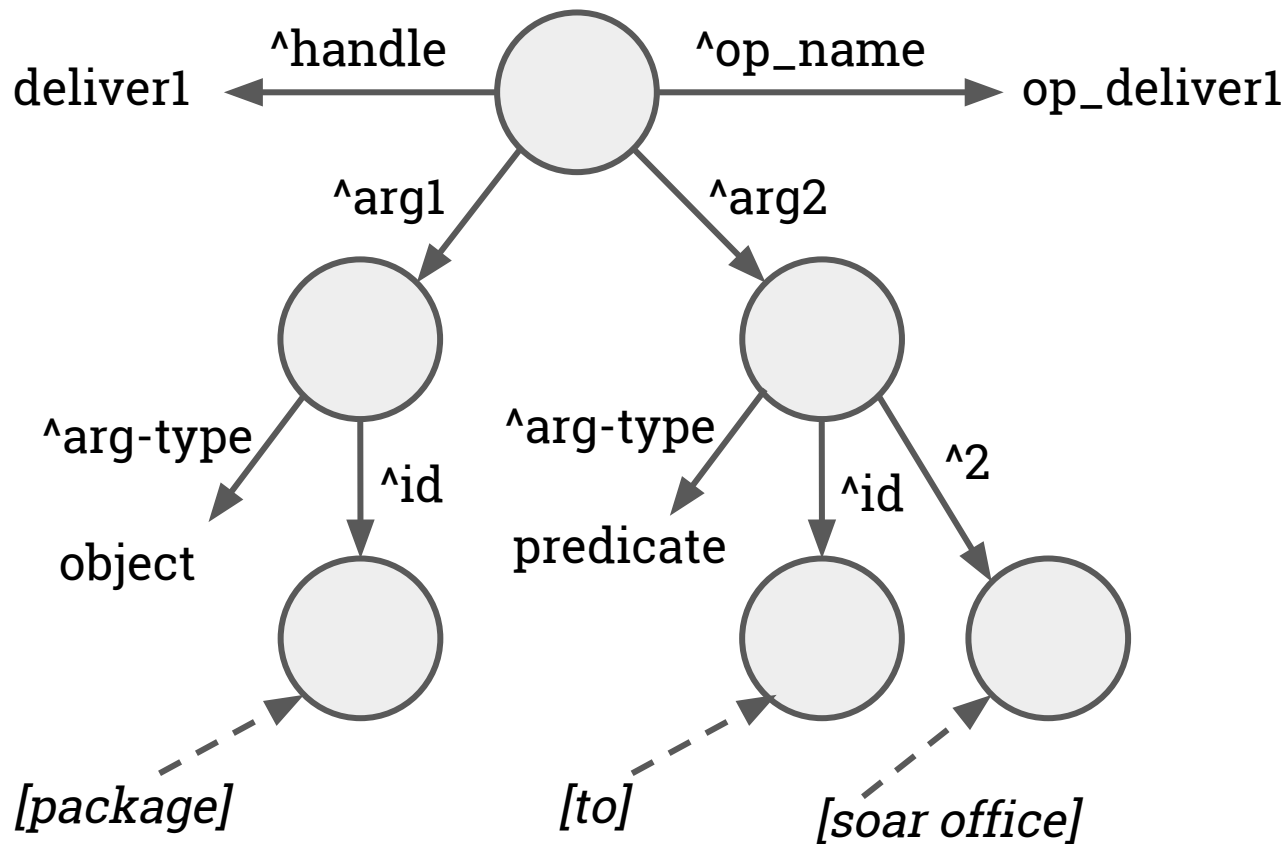 ^handle
^op_name
deliver1
op_deliver1
^arg1
^arg2
^arg-type
^id
^arg-type
^id
^2
object
predicate
[package]
[to]
[soar office]